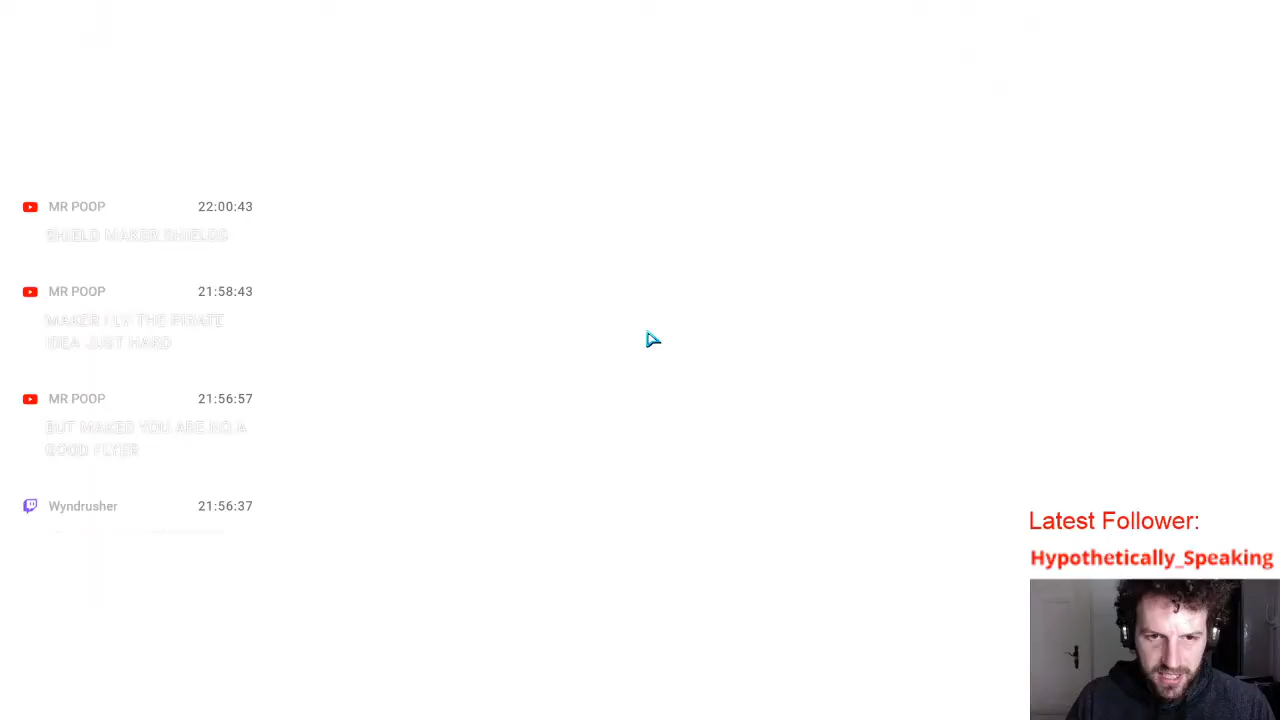 MR POOP 22:00:43
SHIELD MAKER SHIELDS
MR POOP 21:58:43
MAKER I LV THE PIRATE
IDEA JUST HARD
MR POOP 21:56:57
BUT MAKED YOU ARE NO A
GOOD FLYER
Wyndrusher 21:56:37
Latest Follower:
Hypothetically_Speaking